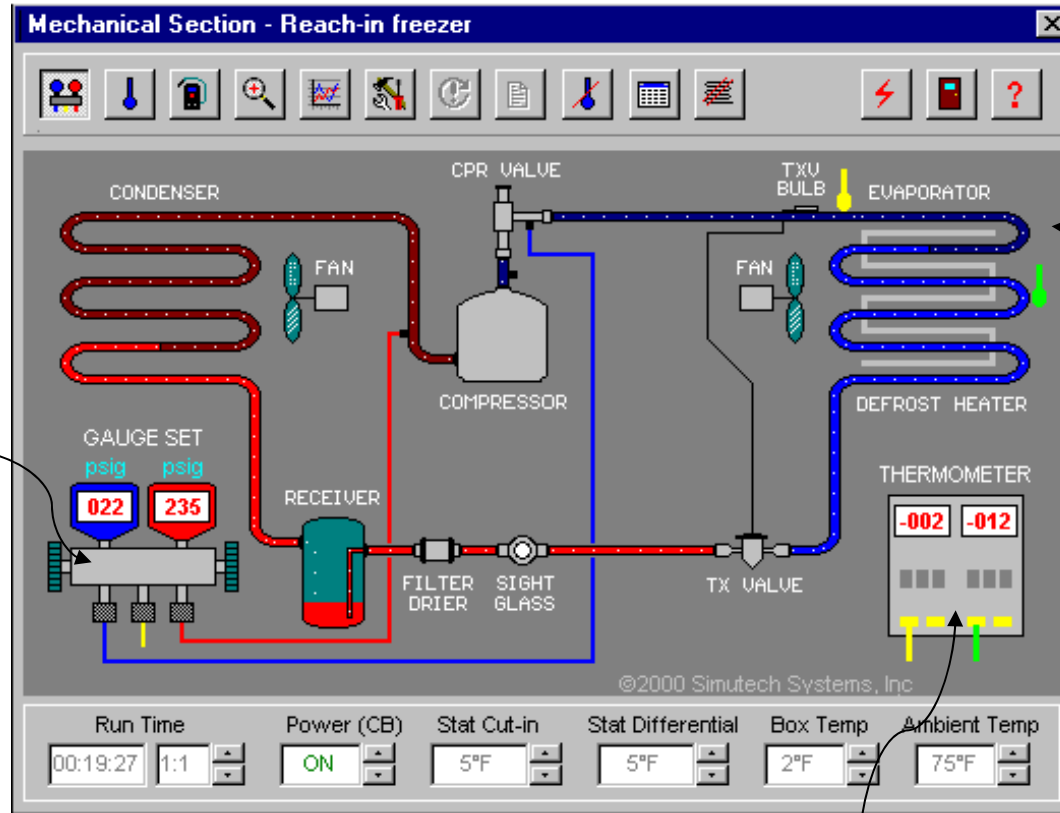 Mechanical Section - Reach-in freezer
?
CPR VALVE
TXV
BULB
EVAPORATOR
CONDENSER
FAN
FAN
COMPRESSOR
DEFROST HEATER
GAUGE SET
psig psig
022 235
RECEIVER
THERMOMETER
-002 -012
FILTER
DRIER
SIGHT
GLASS
TX VALVE
©2000 Simutech Systems, Inc
Run Time Power (CB) Stat Cut-in Stat Differential Box Temp Ambient Temp
00:19:27 1:1 ON 5°F 5°F 2°F 75°F